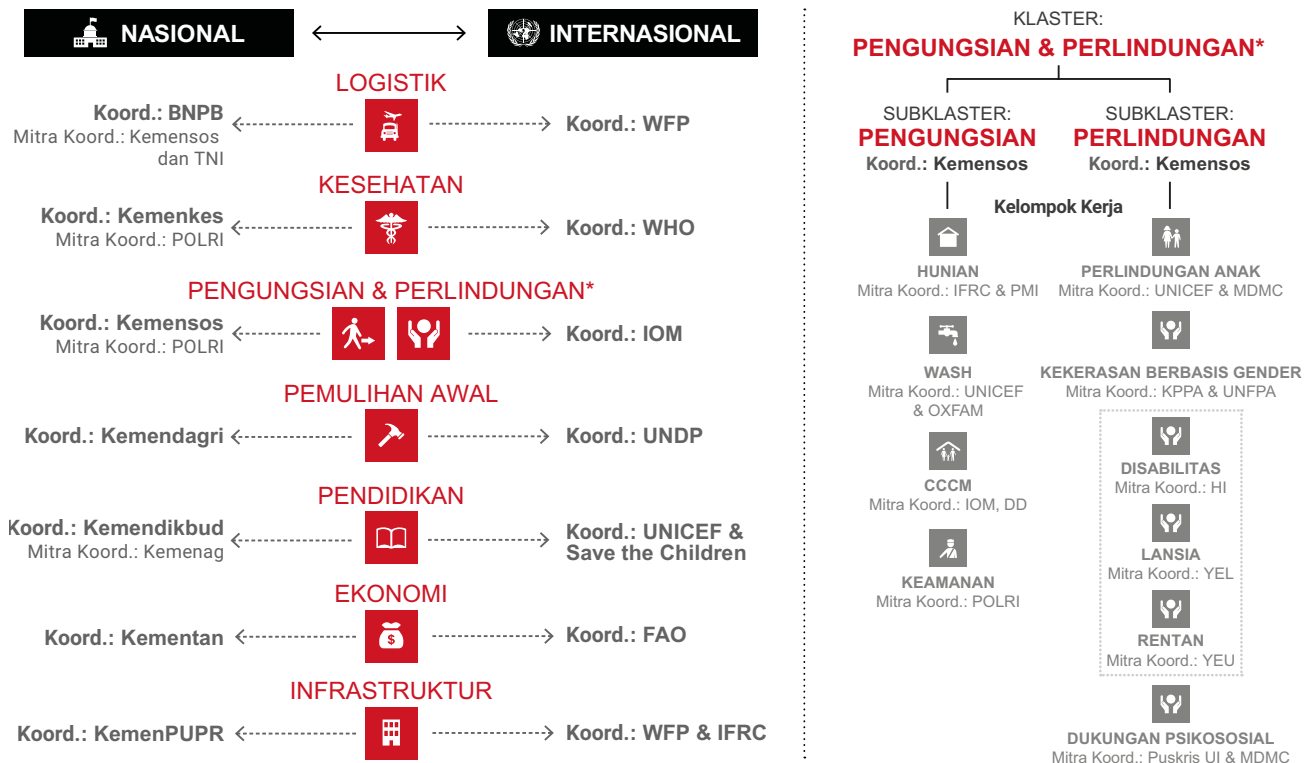 NASIONAL
INTERNASIONAL
LOGISTIK
Koord.: BNPB
Mitra Koord.: Kemensos
dan TNI
Koord.: WFP
KESEHATAN
Koord.: Kemenkes
Mitra Koord.: POLRI
Koord.: WHO
PENGUNGSIAN & PERLINDUNGAN*
Koord.: Kemensos
Mitra Koord.: POLRI
Koord.: IOM
PEMULIHAN AWAL
Koord.: Kemendagri
Koord.: UNDP
PENDIDIKAN
Koord.: Kemendikbud
Mitra Koord.: Kemenag
Koord.: UNICEF &
Save the Children
EKONOMI
Koord.: Kementan
$
Koord.: FAO
INFRASTRUKTUR
Koord.: KemenPUPR
Koord.: WFP & IFRC
KLASTER:
PENGUNGSIAN & PERLINDUNGAN*
SUBKLASTER:
PENGUNGSIAN
Koord.: Kemensos
SUBKLASTER:
PERLINDUNGAN
Koord.: Kemensos
Kelompok Kerja
HUNIAN
Mitra Koord.: IFRC & PMI
WASH
Mitra Koord.: UNICEF
& OXFAM
CCCM
Mitra Koord.: IOM, DD
KEAMANAN
Mitra Koord.: POLRI
PERLINDUNGAN ANAK
Mitra Koord.: UNICEF & MDMC
KEKERASAN BERBASIS GENDER
Mitra Koord.: KPPA & UNFPA
DISABILITAS
Mitra Koord.: HI
LANSIA
Mitra Koord.: YEL
RENTAN
Mitra Koord.: YEU
DUKUNGAN PSIKOSOSIAL
Mitra Koord.: Puskris UI & MDMC